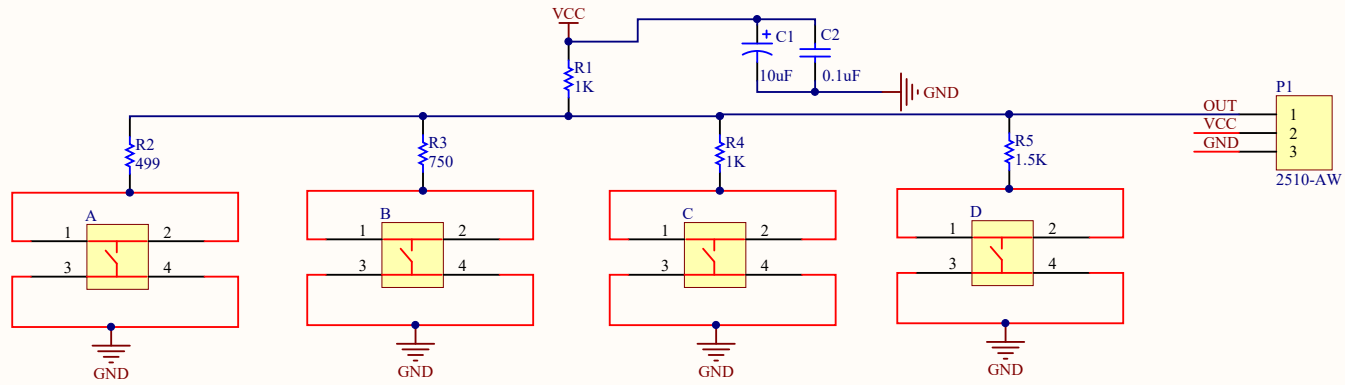 VCC
+ C1
C2
R1
1K
10uF
0.1uF
GND
P1
OUT
VCC
GND
1
2
3
2510-AW
R2
499
R3
750
R4
1K
R5
1.5K
A
1
2
3
4
GND
B
1
2
3
4
GND
C
1
2
3
4
GND
D
1
2
3
4
GND